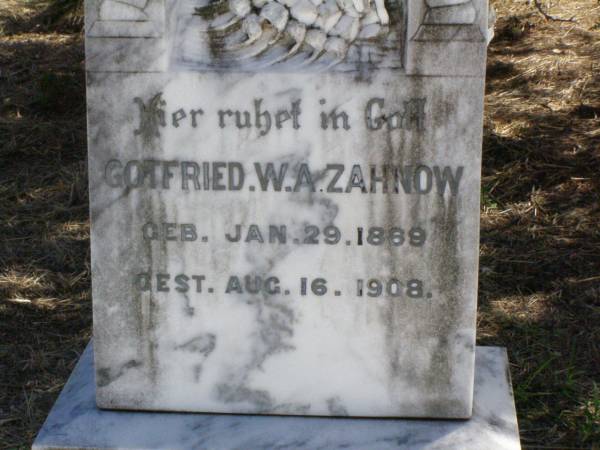 Hier ruhet in Gott
GOTFRIED.W.A.ZAHNOW
GEB. JAN.29.1869
GEST. AUG.16.1908.